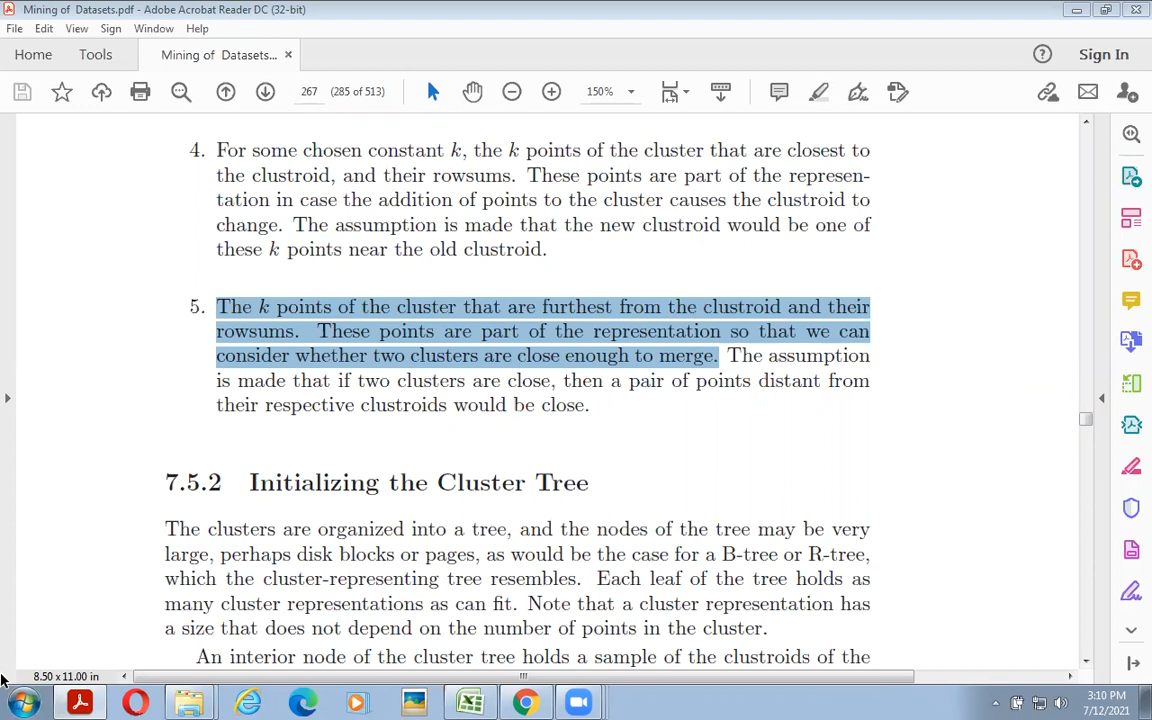 Mining of  Datasets.pdf - Adobe Acrobat Reader DC (32-bit)
File Edit View Sign Window Help
Home Tools Mining of  Datasets... × Sign In
267 (285 of 513) 150%
4. For some chosen constant k, the k points of the cluster that are closest to
the clustroid, and their rowsums. These points are part of the represen-
tation in case the addition of points to the cluster causes the clustroid to
change. The assumption is made that the new clustroid would be one of
these k points near the old clustroid.
5. The k points of the cluster that are furthest from the clustroid and their
rowsums. These points are part of the representation so that we can
consider whether two clusters are close enough to merge. The assumption
is made that if two clusters are close, then a pair of points distant from
their respective clustroids would be close.
7.5.2 Initializing the Cluster Tree
The clusters are organized into a tree, and the nodes of the tree may be very
large, perhaps disk blocks or pages, as would be the case for a B-tree or R-tree,
which the cluster-representing tree resembles. Each leaf of the tree holds as
many cluster representations as can fit. Note that a cluster representation has
a size that does not depend on the number of points in the cluster.
An interior node of the cluster tree holds a sample of the clustroids of the
8.50 x 11.00 in
3:10 PM
7/12/2021